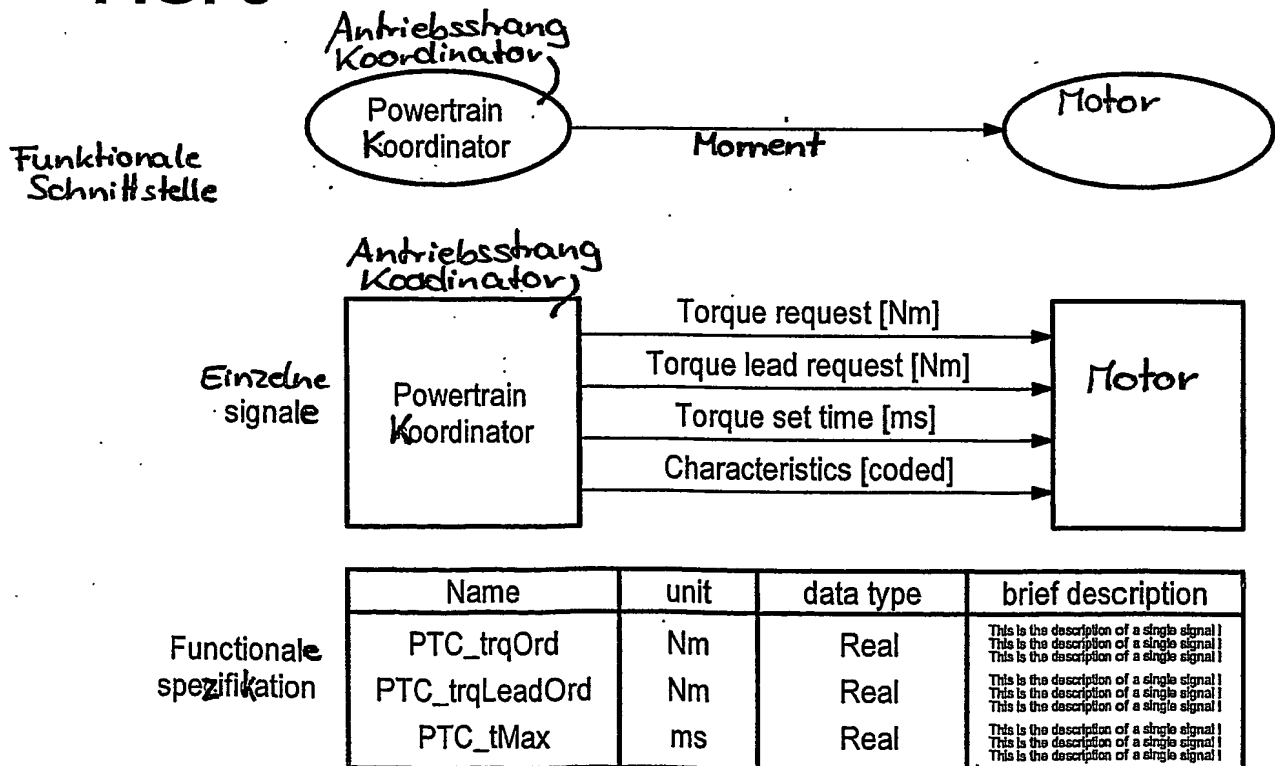 Antriebsstrang
Koordinator
Powertrain
Koordinator
Moment
Motor
Funktionale
Schnittstelle
Antriebsstrang
Koodinator
Einzelne
signale
Powertrain
Koordinator
Torque request [Nm]
Torque lead request [Nm]
Torque set time [ms]
Characteristics [coded]
Motor
Functionale
spezifikation
Name unit data type brief description
PTC_trqOrd Nm Real This is the description of a single signal !
This is the description of a single signal !
This is the description of a single signal !
PTC_trqLeadOrd Nm Real This is the description of a single signal !
This is the description of a single signal !
This is the description of a single signal !
PTC_tMax ms Real This is the description of a single signal !
This is the description of a single signal !
This is the description of a single signal !